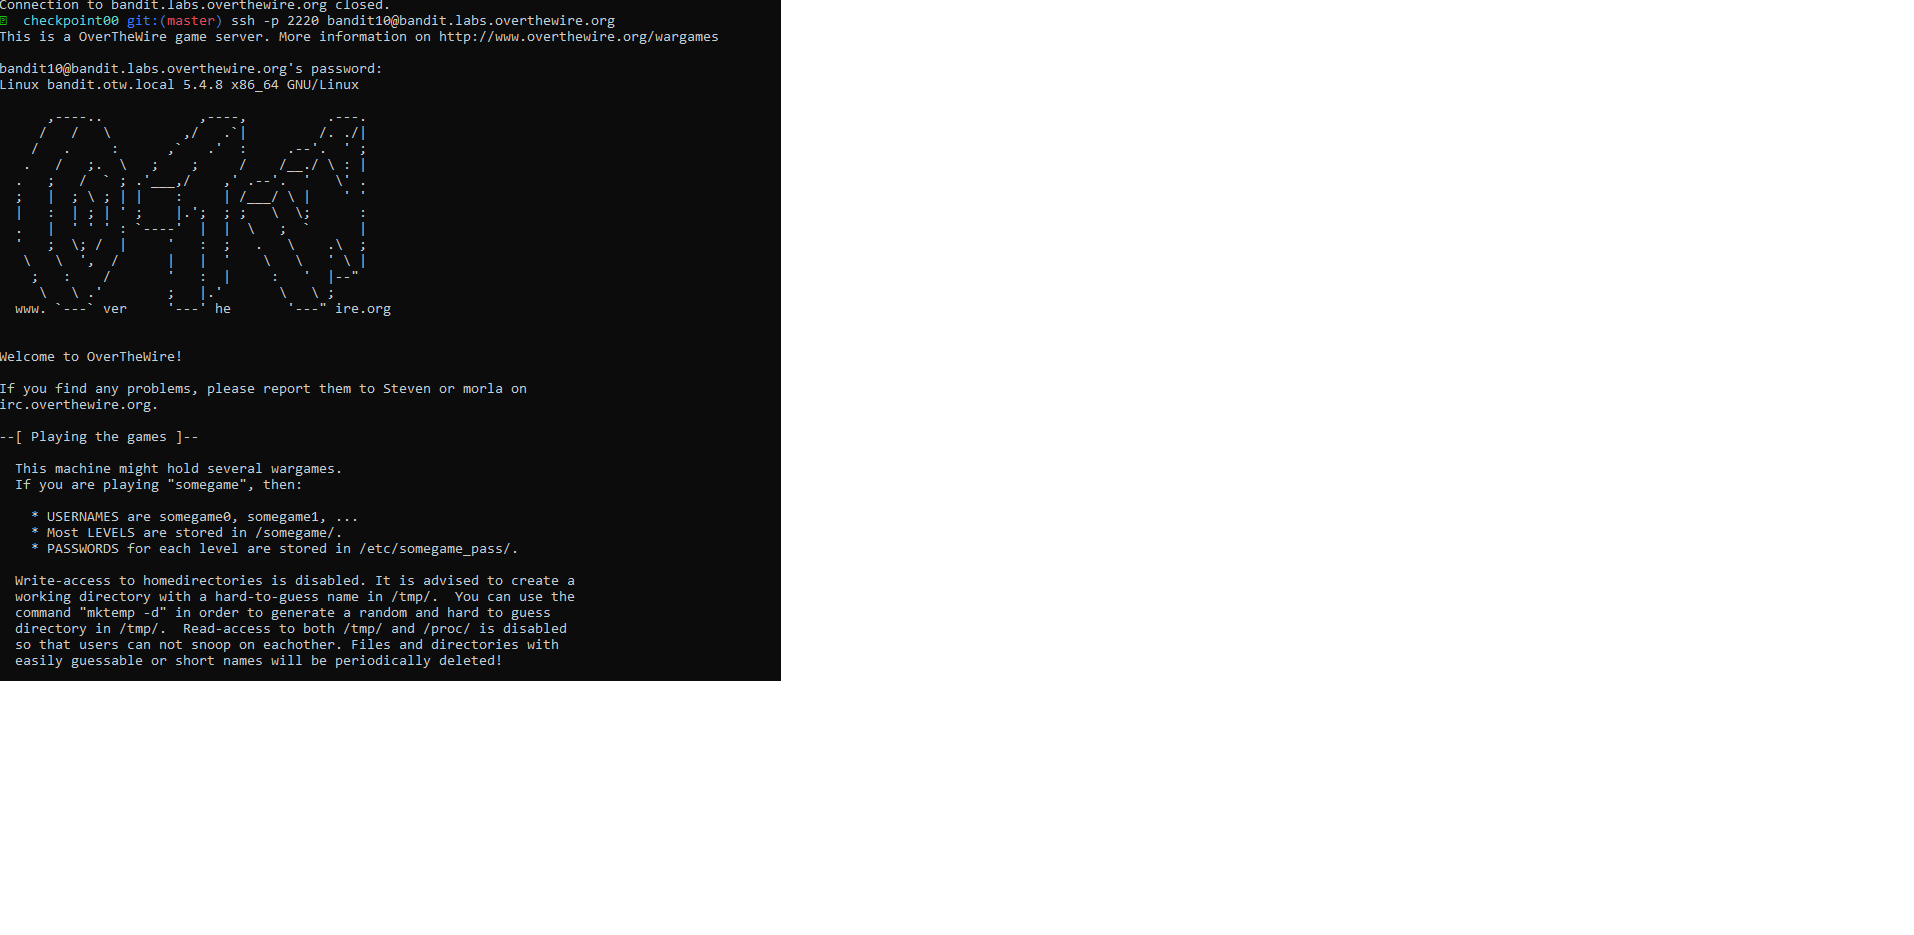 Connection to bandit.labs.overthewire.org closed.
checkpoint00 git:(master) ssh -p 2220 bandit10@bandit.labs.overthewire.org
This is a OverTheWire game server. More information on http://www.overthewire.org/wargames
bandit10@bandit.labs.overthewire.org's password:
Linux bandit.otw.local 5.4.8 x86_64 GNU/Linux
      ,----..            ,----,          .---.
     /   /   \         ,/   .`|         /. ./|
    /   .     :      ,`   .'  :     .--'.  ' ;
   .   /   ;.  \   ;    ;     /    /__./ \ : |
  .   ;   /  ` ; .'___,/    ,' .--'.  '   \' .
  ;   |  ; \ ; | |    :     | /___/ \ |    ' '
  |   :  | ; | ' ;    |.';  ; ;   \  \;      :
  .   |  ' ' ' : `----'  |  |  \   ;  `      |
  '   ;  \; /  |     '   :  ;   .   \    .\  ;
   \   \  ', /       |   |  '    \   \   ' \ |
    ;   :    /       '   :  |     :   '  |--"
     \   \ .'        ;   |.'       \   \ ;
  www. `---` ver     '---' he       '---" ire.org
Welcome to OverTheWire!
If you find any problems, please report them to Steven or morla on
irc.overthewire.org.
--[ Playing the games ]--
  This machine might hold several wargames.
  If you are playing "somegame", then:
    * USERNAMES are somegame0, somegame1, ...
    * Most LEVELS are stored in /somegame/.
    * PASSWORDS for each level are stored in /etc/somegame_pass/.
  Write-access to homedirectories is disabled. It is advised to create a
  working directory with a hard-to-guess name in /tmp/.  You can use the
  command "mktemp -d" in order to generate a random and hard to guess
  directory in /tmp/.  Read-access to both /tmp/ and /proc/ is disabled
  so that users can not snoop on eachother. Files and directories with
  easily guessable or short names will be periodically deleted!